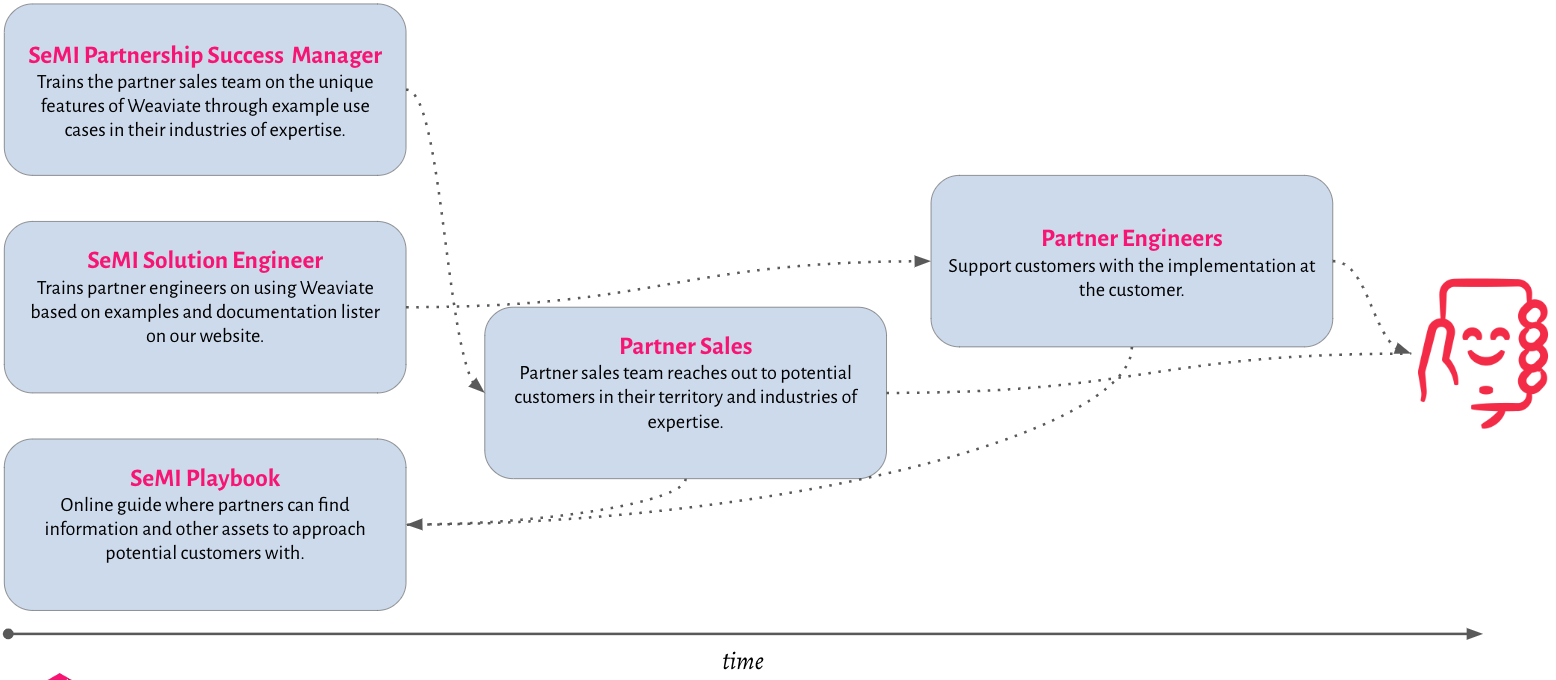 SeMI Partnership Success Manager
Trains the partner sales team on the unique
features of Weaviate through example use
cases in their industries of expertise.
SeMI Solution Engineer
Trains partner engineers on using Weaviate
based on examples and documentation lister
on our website.
SeMI Playbook
Online guide where partners can find
information and other assets to approach
potential customers with.
Partner Sales
Partner sales team reaches out to potential
customers in their territory and industries of
expertise.
Partner Engineers
Support customers with the implementation at
the customer.
time